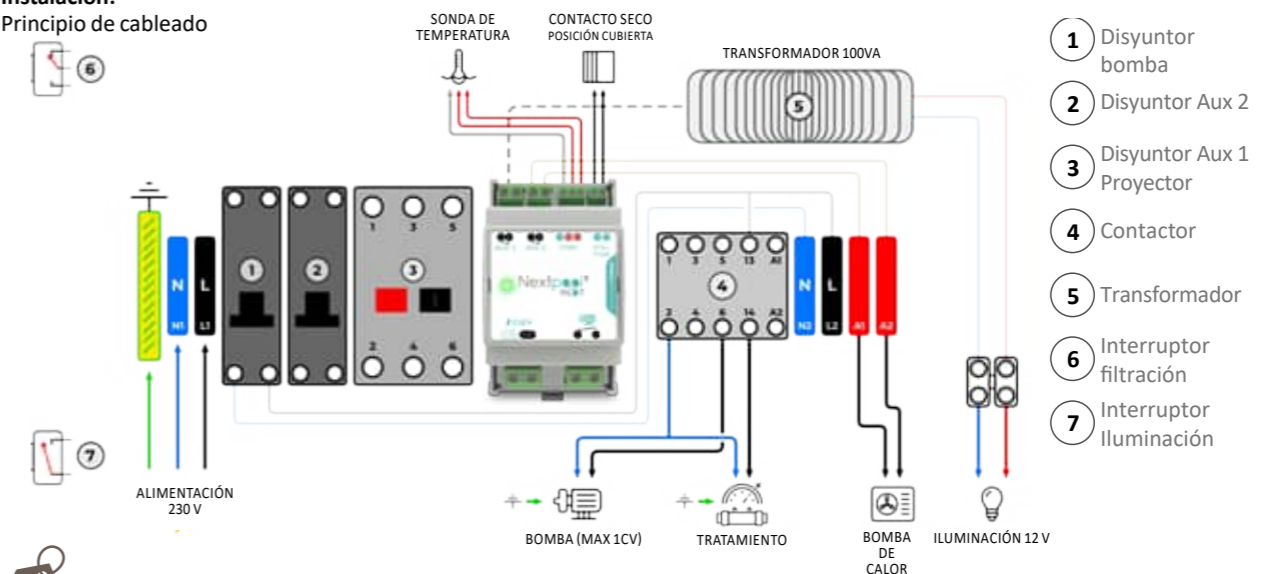 Instalación:
Principio de cableado
6
SONDA DE
TEMPERATURA
CONTACTO SECO
POSICIÓN CUBIERTA
TRANSFORMADOR 100VA
5
N
N1
L
L1
1
2
1 3 5
3
2 4 6
Nextpool
1 3 5 13 A1
4
2 4 6 14 A2
N
N2
L
L2
A1
A2
7
ALIMENTACIÓN
230 V
BOMBA (MAX 1CV)
TRATAMIENTO
BOMBA
DE
CALOR
ILUMINACIÓN 12 V
1 Disyuntor
bomba
2 Disyuntor Aux 2
3 Disyuntor Aux 1
Proyector
4 Contactor
5 Transformador
6 Interruptor
filtración
7 Interruptor
Iluminación